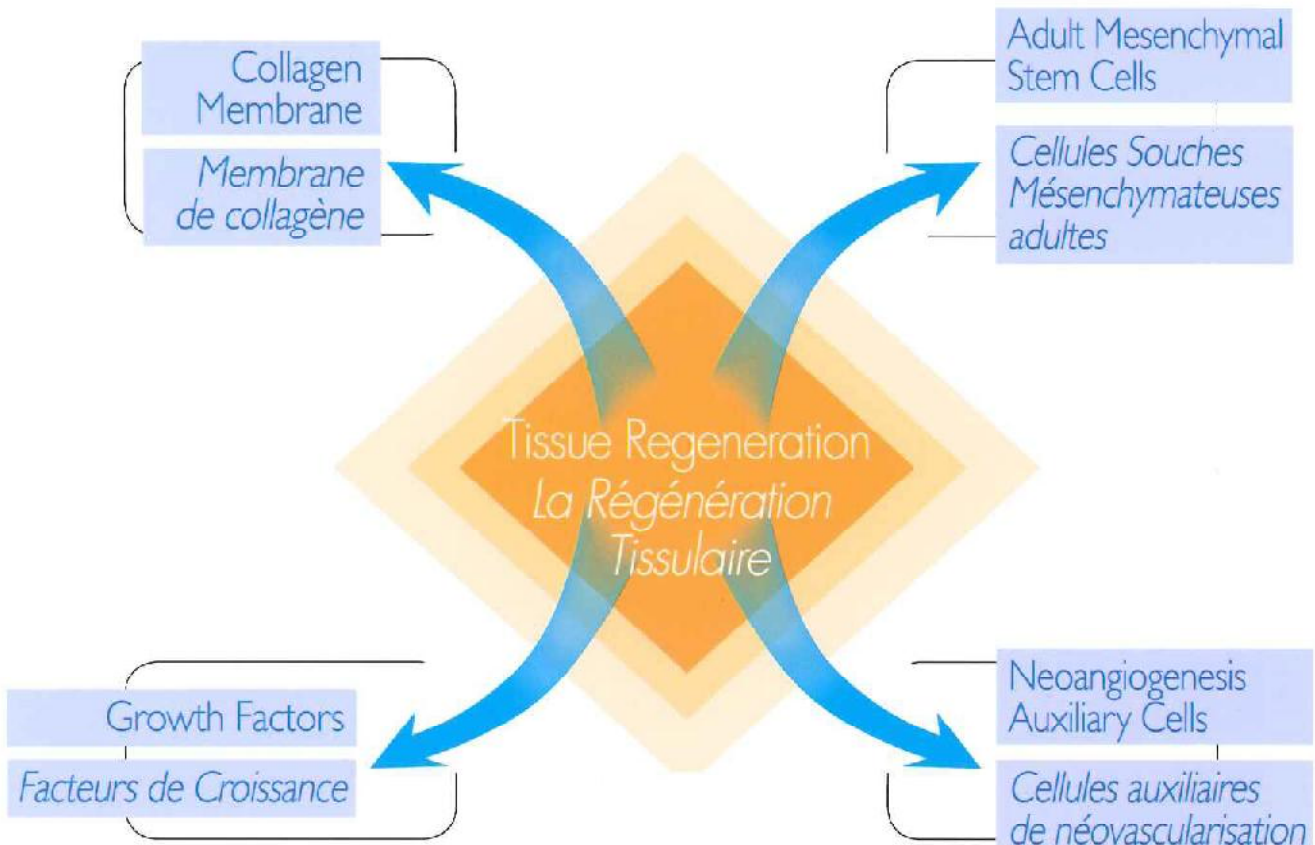 Collagen
Membrane
Membrane
de collagène
Adult Mesenchymal
Stem Cells
Cellules Souches
Mésenchymateuses
adultes
Tissue Regeneration
La Régénération
Tissulaire
Growth Factors
Facteurs de Croissance
Neoangiogenesis
Auxiliary Cells
Cellules auxiliaires
de néovascularisation